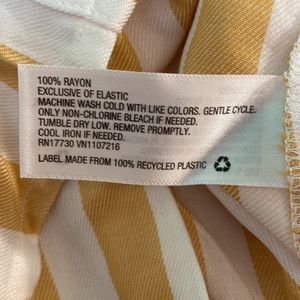 100% RAYON
EXCLUSIVE OF ELASTIC
MACHINE WASH COLD WITH LIKE COLORS. GENTLE CYCLE.
ONLY NON-CHLORINE BLEACH IF NEEDED.
TUMBLE DRY LOW. REMOVE PROMPTLY.
COOL IRON IF NEEDED.
RN17730 VN1107216
LABEL MADE FROM 100% RECYCLED PLASTIC